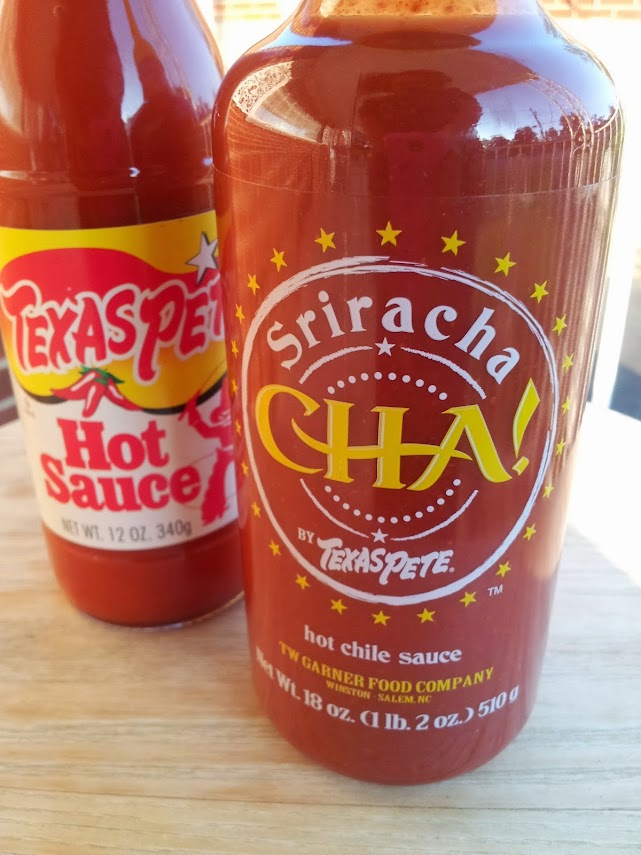 TEXAS PETE
Hot
Sauce
NET WT. 12 OZ. 340g
Sriracha
CHA!
BY TEXAS PETE®
TM
hot chile sauce
TW GARNER FOOD COMPANY
WINSTON - SALEM, NC
Net Wt. 18 oz. (1 lb. 2 oz.) 510 g